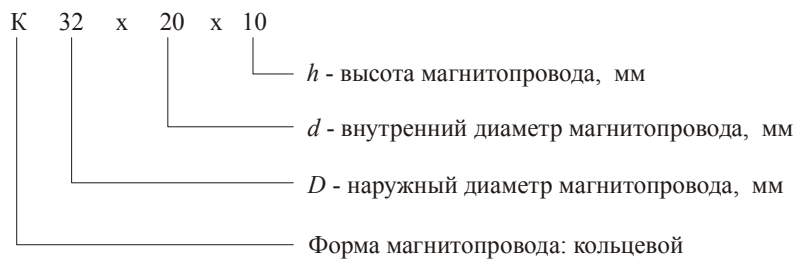 К 32 х 20 х 10
h - высота магнитопровода, мм
d - внутренний диаметр магнитопровода, мм
D - наружный диаметр магнитопровода, мм
Форма магнитопровода: кольцевой